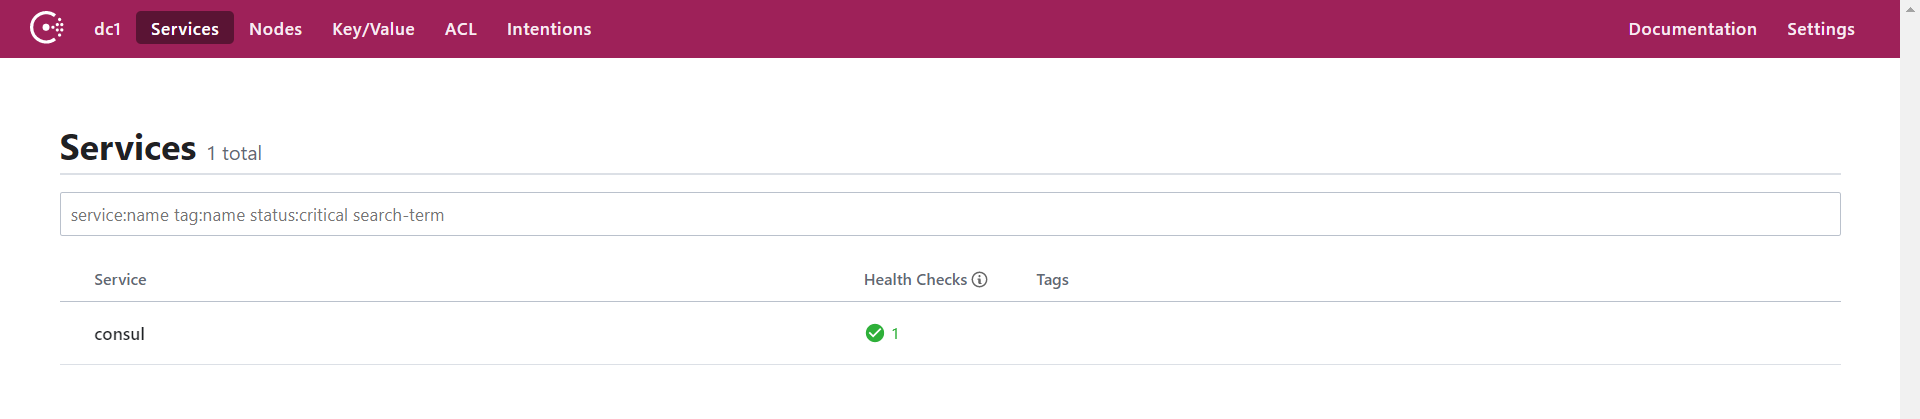 dc1 Services Nodes Key/Value ACL Intentions Documentation Settings
Services 1 total
service:name tag:name status:critical search-term
Service Health Checks Tags
consul 1